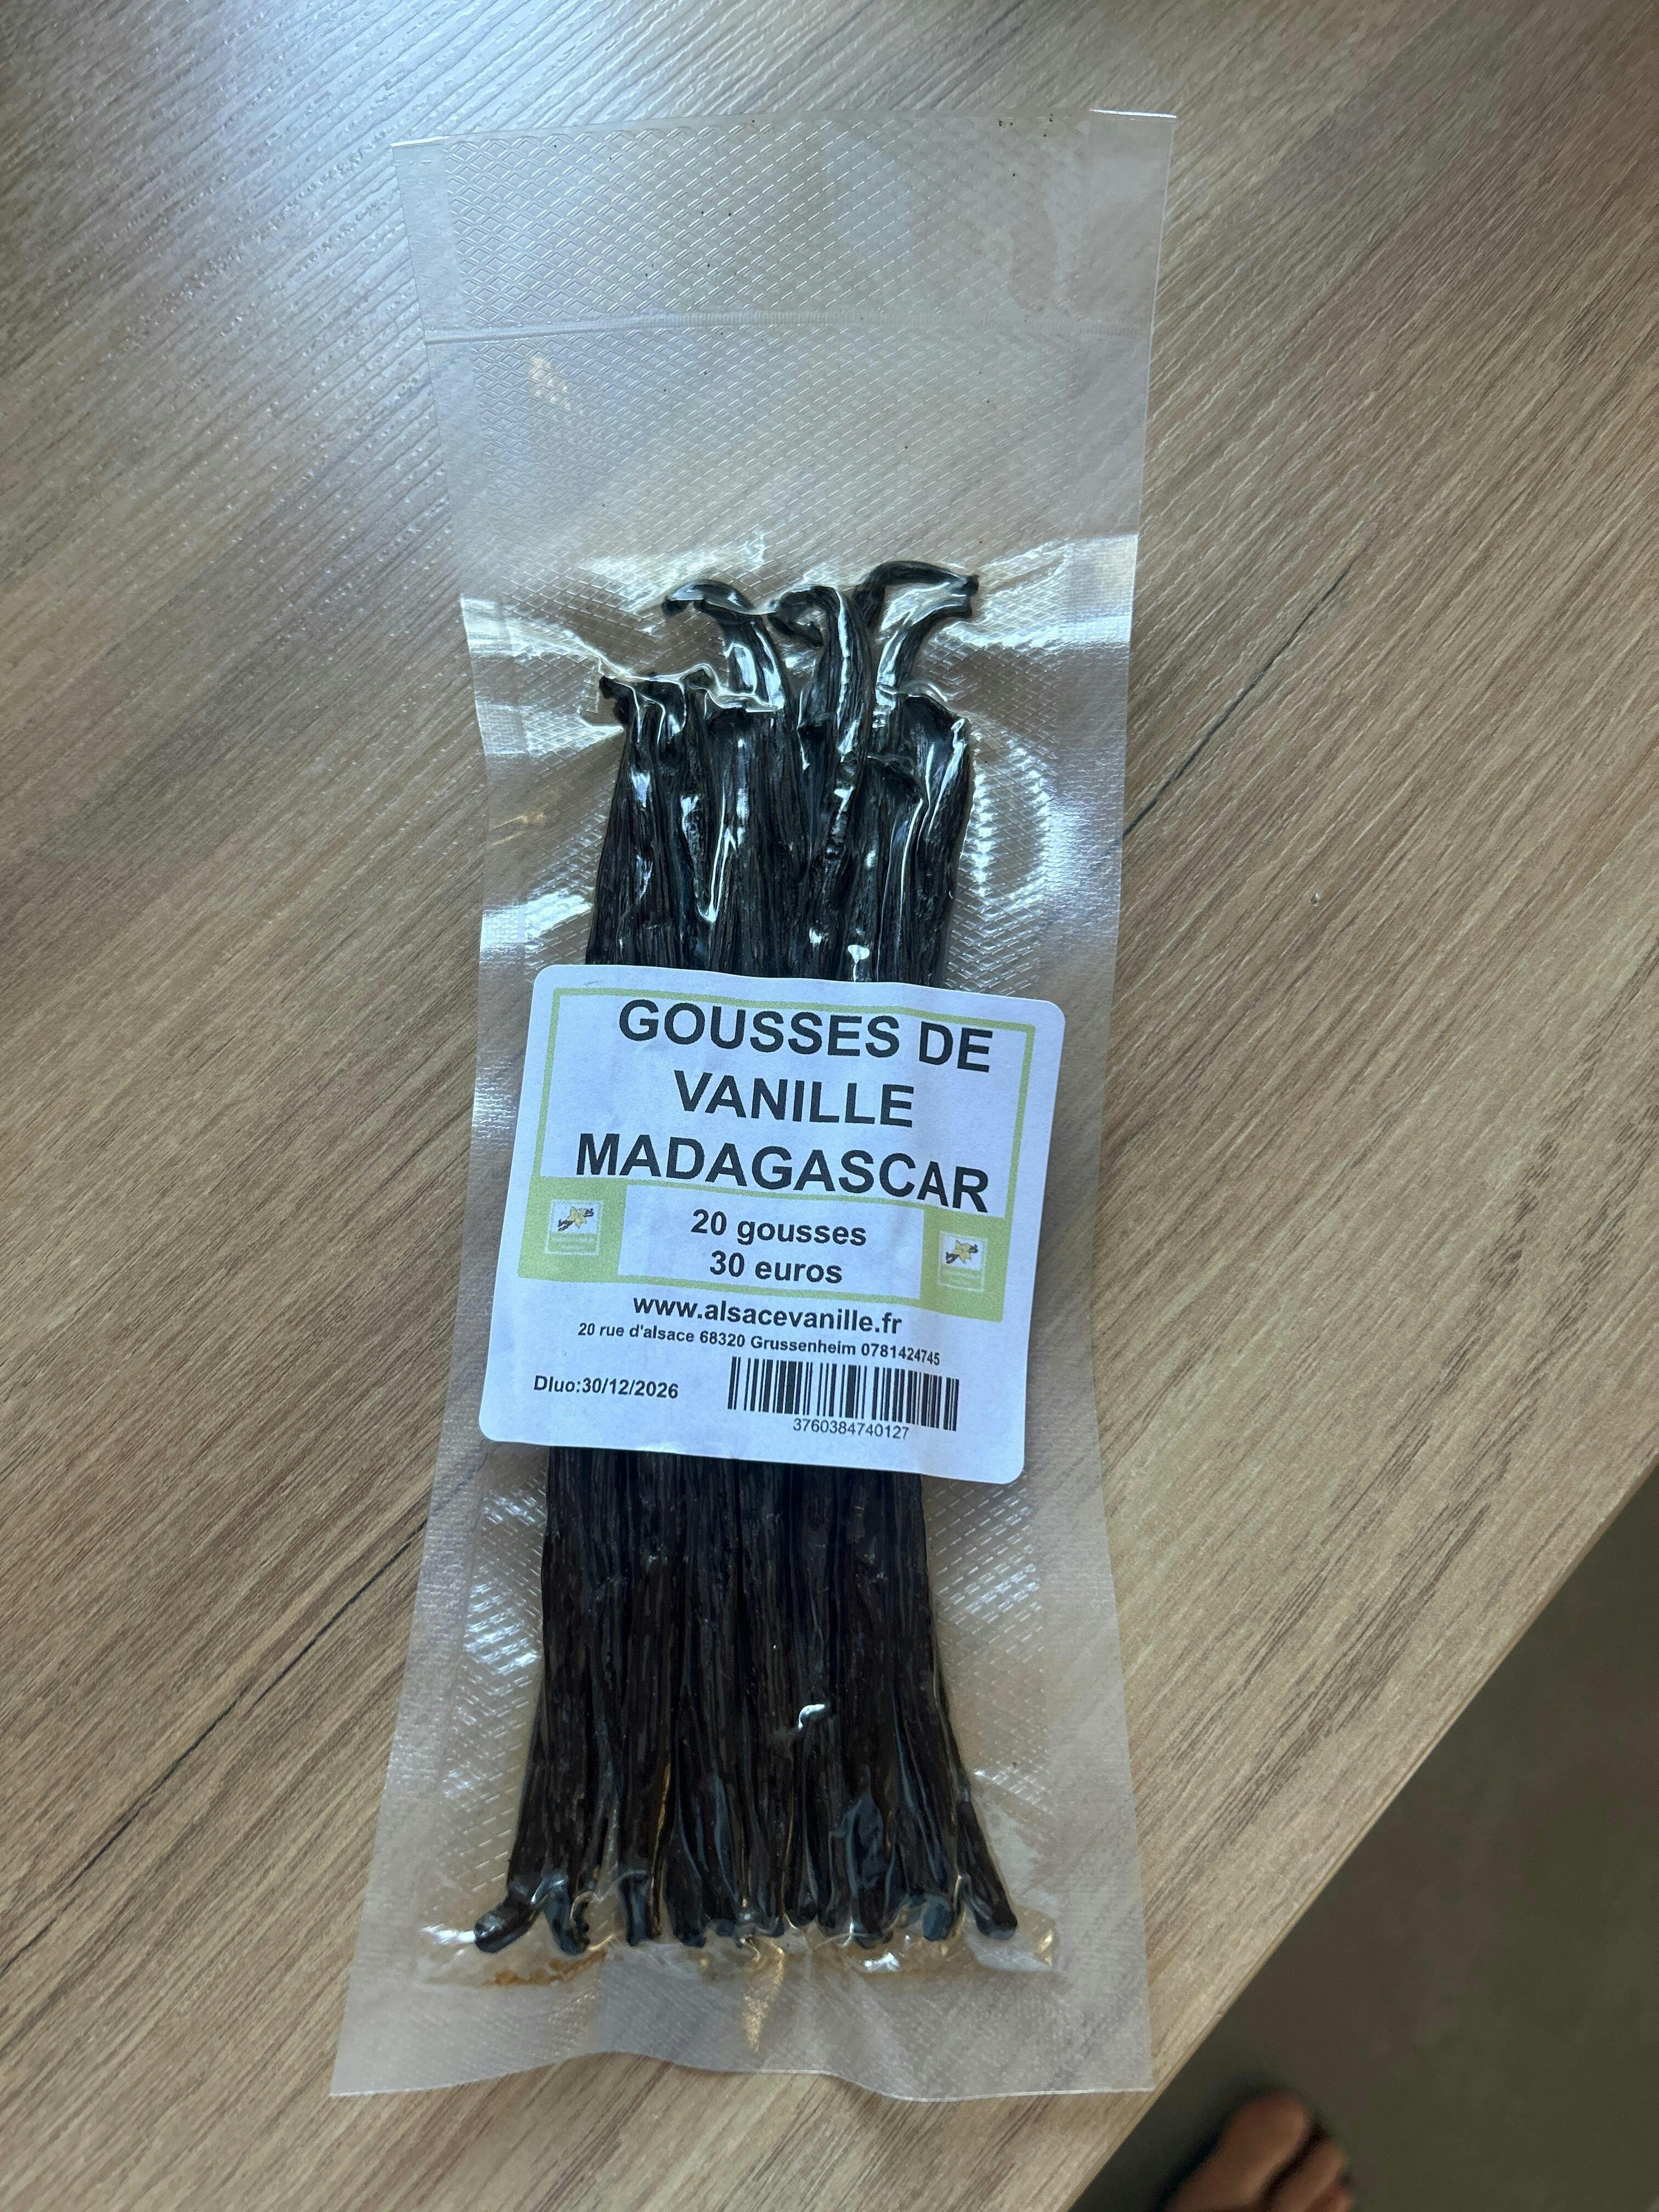 GOUSSES DE
VANILLE
MADAGASCAR
20 gousses
30 euros
www.alsacevanille.fr
20 rue d'alsace 68320 Grussenheim 0781424745
Dluo:30/12/2026
3760384740127